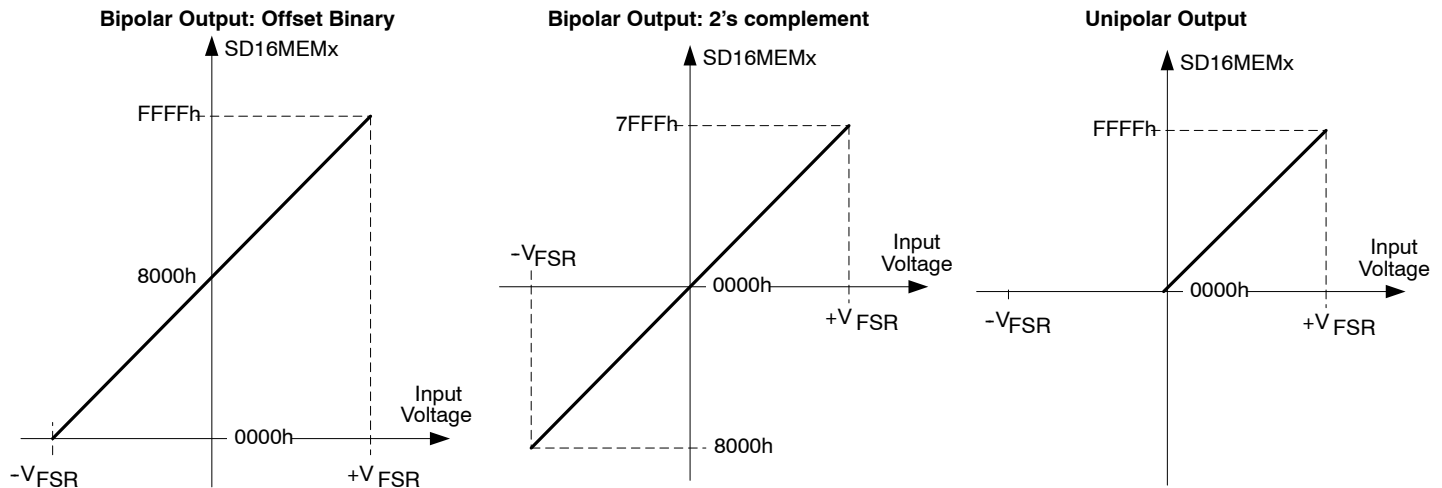 Bipolar Output: Offset Binary
SD16MEMx
FFFFh
8000h
Input
Voltage
0000h
-VFSR
+VFSR
Bipolar Output: 2's complement
SD16MEMx
7FFFh
-VFSR
Input
Voltage
0000h
+VFSR
8000h
Unipolar Output
SD16MEMx
FFFFh
Input
Voltage
0000h
-VFSR
+VFSR